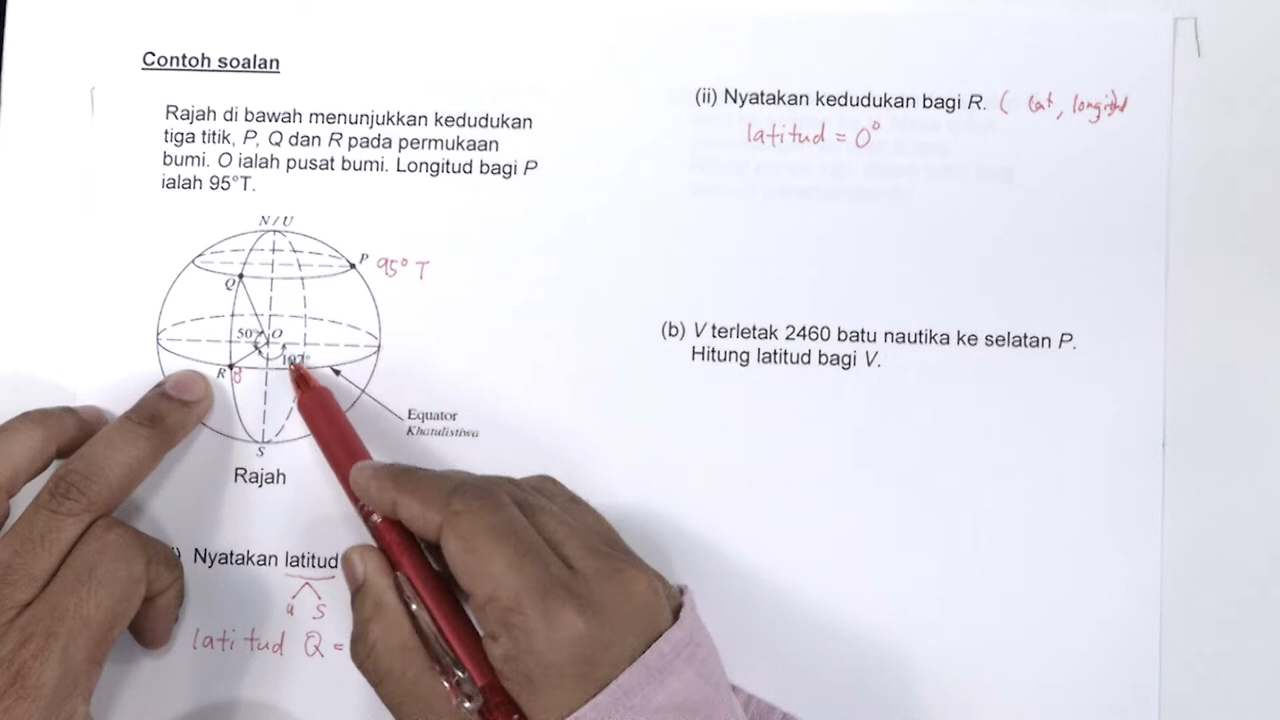 Contoh soalan
Rajah di bawah menunjukkan kedudukan
tiga titik, P, Q dan R pada permukaan
bumi. O ialah pusat bumi. Longitud bagi P
ialah 95°T.
N / U
P 95° T
Q
50° O
107°
R B
Equator
Khatulistiwa
S
Rajah
Nyatakan latitud
u s
latitud Q =
(ii) Nyatakan kedudukan bagi R. ( lat, longitud
latitud = 0°
(b) V terletak 2460 batu nautika ke selatan P.
Hitung latitud bagi V.